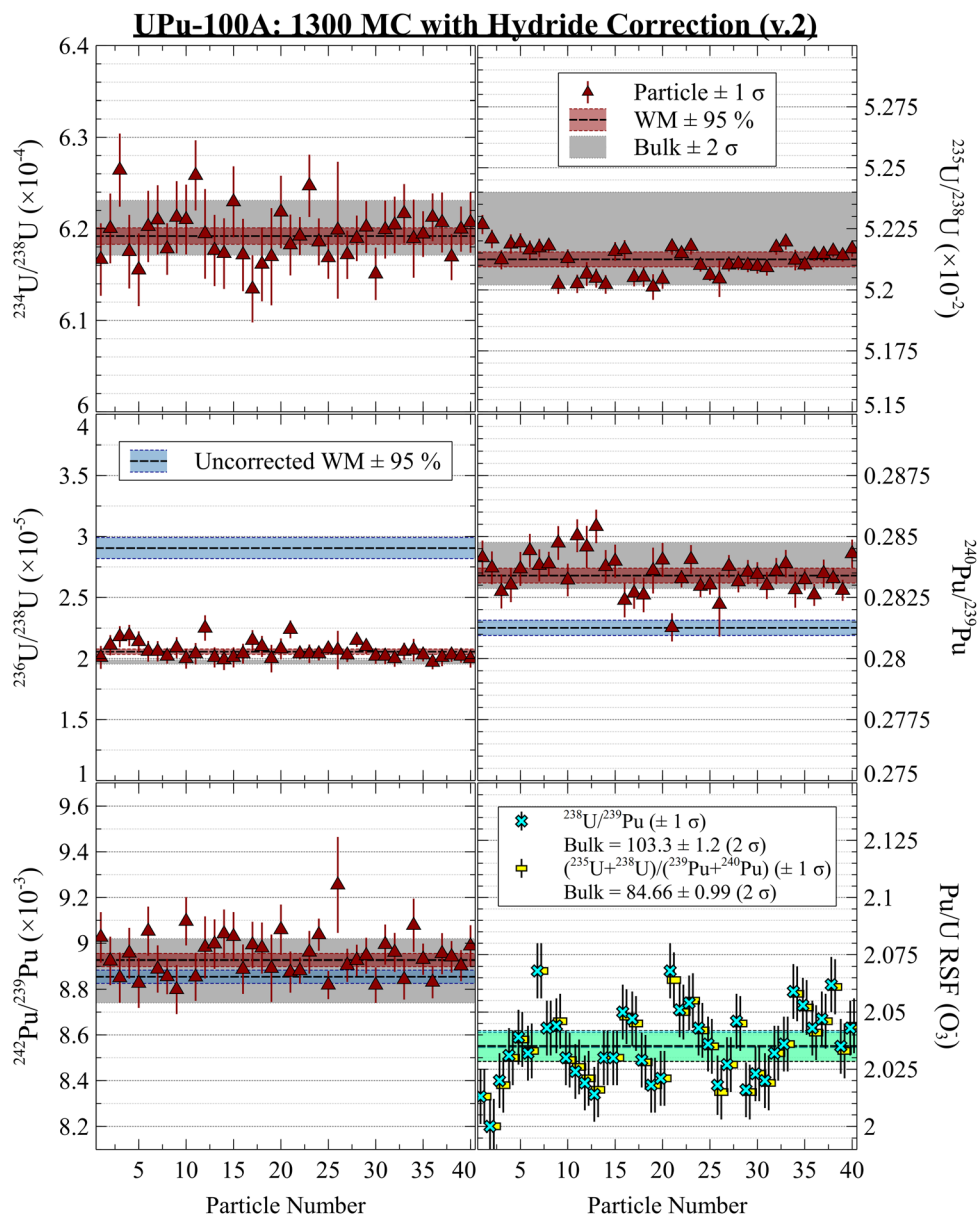 UPu-100A: 1300 MC with Hydride Correction (v.2)
6.4
6.3
6.2
6.1
6
²³⁴U/²³⁸U (×10⁻⁴)
Particle ± 1 σ
WM ± 95 %
Bulk ± 2 σ
5.275
5.25
5.225
5.2
5.175
5.15
²³⁵U/²³⁸U (×10⁻²)
4
3.5
3
2.5
2
1.5
1
²³⁶U/²³⁸U (×10⁻⁵)
Uncorrected WM ± 95 %
0.2875
0.285
0.2825
0.28
0.2775
0.275
²⁴⁰Pu/²³⁹Pu
9.6
9.4
9.2
9
8.8
8.6
8.4
8.2
²⁴²Pu/²³⁹Pu (×10⁻³)
5 10 15 20 25 30 35 40
Particle Number
²³⁸U/²³⁹Pu (± 1 σ)
Bulk = 103.3 ± 1.2 (2 σ)
(²³⁵U+²³⁸U)/(²³⁹Pu+²⁴⁰Pu) (± 1 σ)
Bulk = 84.66 ± 0.99 (2 σ)
2.125
2.1
2.075
2.05
2.025
2
Pu/U RSF (O₃⁻)
5 10 15 20 25 30 35 40
Particle Number